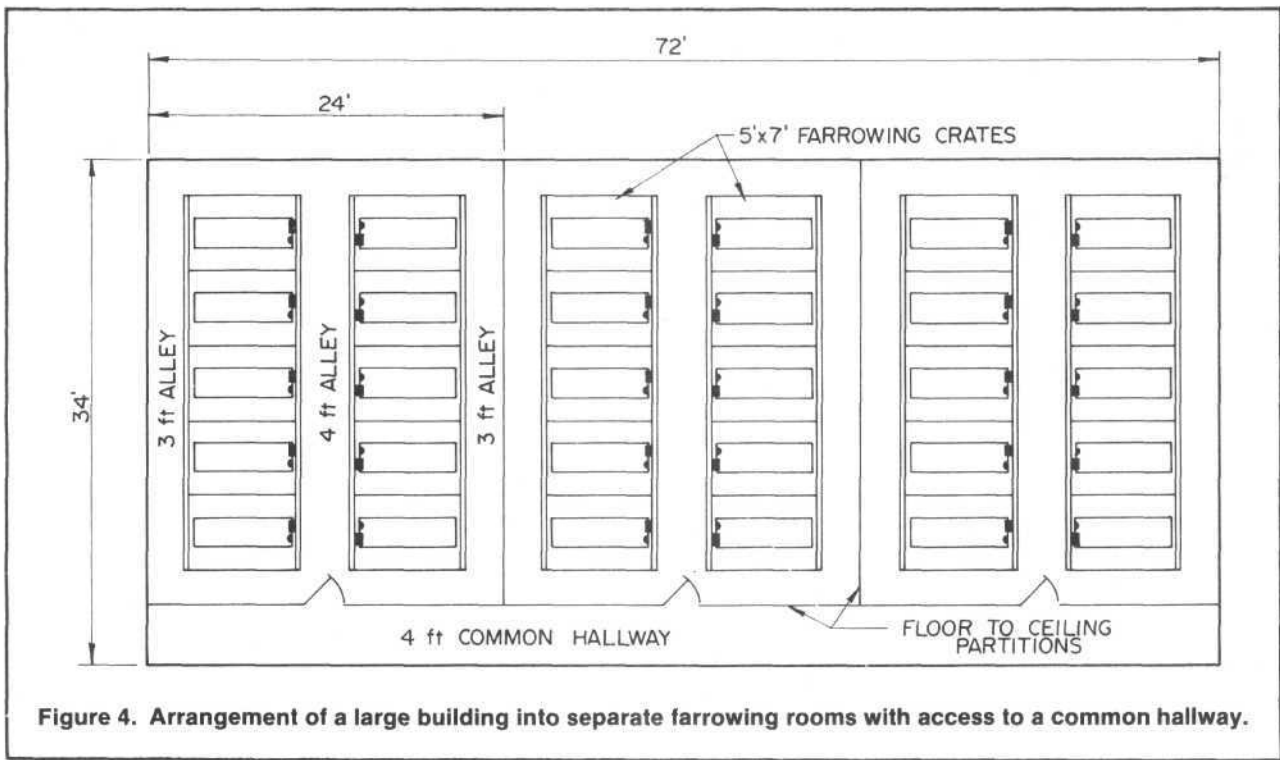 72'
24'
5'x7' FARROWING CRATES
34'
3 ft ALLEY
4 ft ALLEY
3 ft ALLEY
4 ft COMMON HALLWAY
FLOOR TO CEILING
PARTITIONS
Figure 4. Arrangement of a large building into separate farrowing rooms with access to a common hallway.